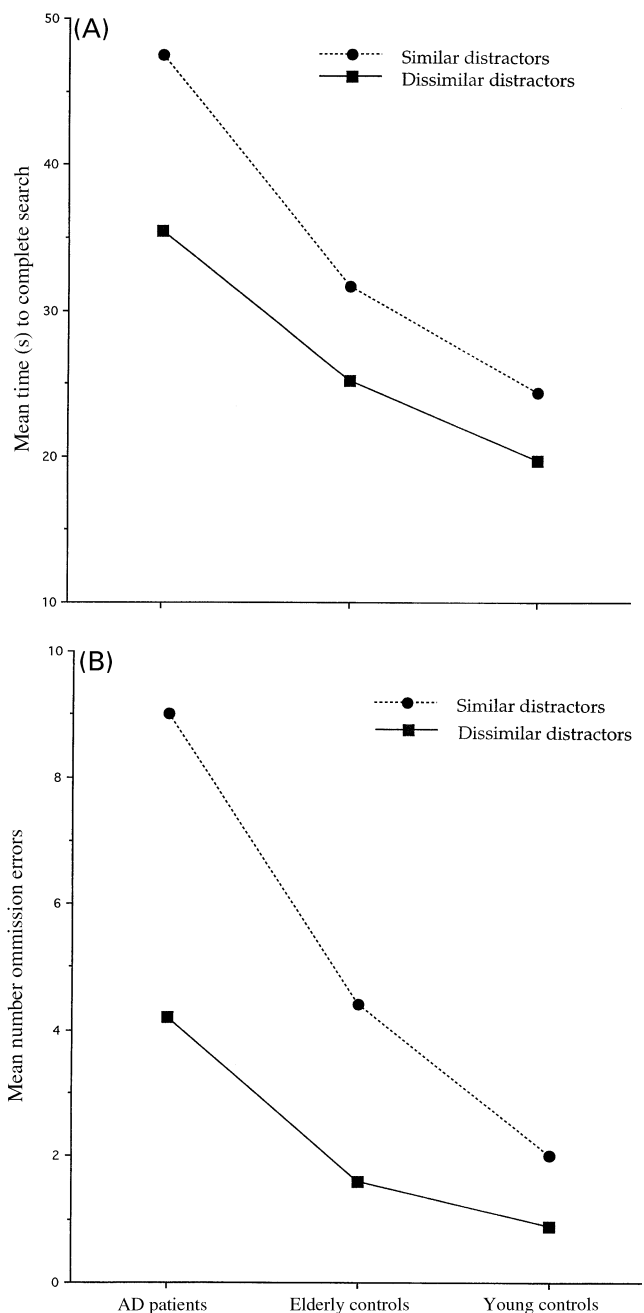 (A)
50
40
30
20
10
Mean time (s) to complete search
Similar distractors
Dissimilar distractors
(B)
10
8
6
4
2
0
Mean number ommission errors
Similar distractors
Dissimilar distractors
AD patients Elderly controls Young controls